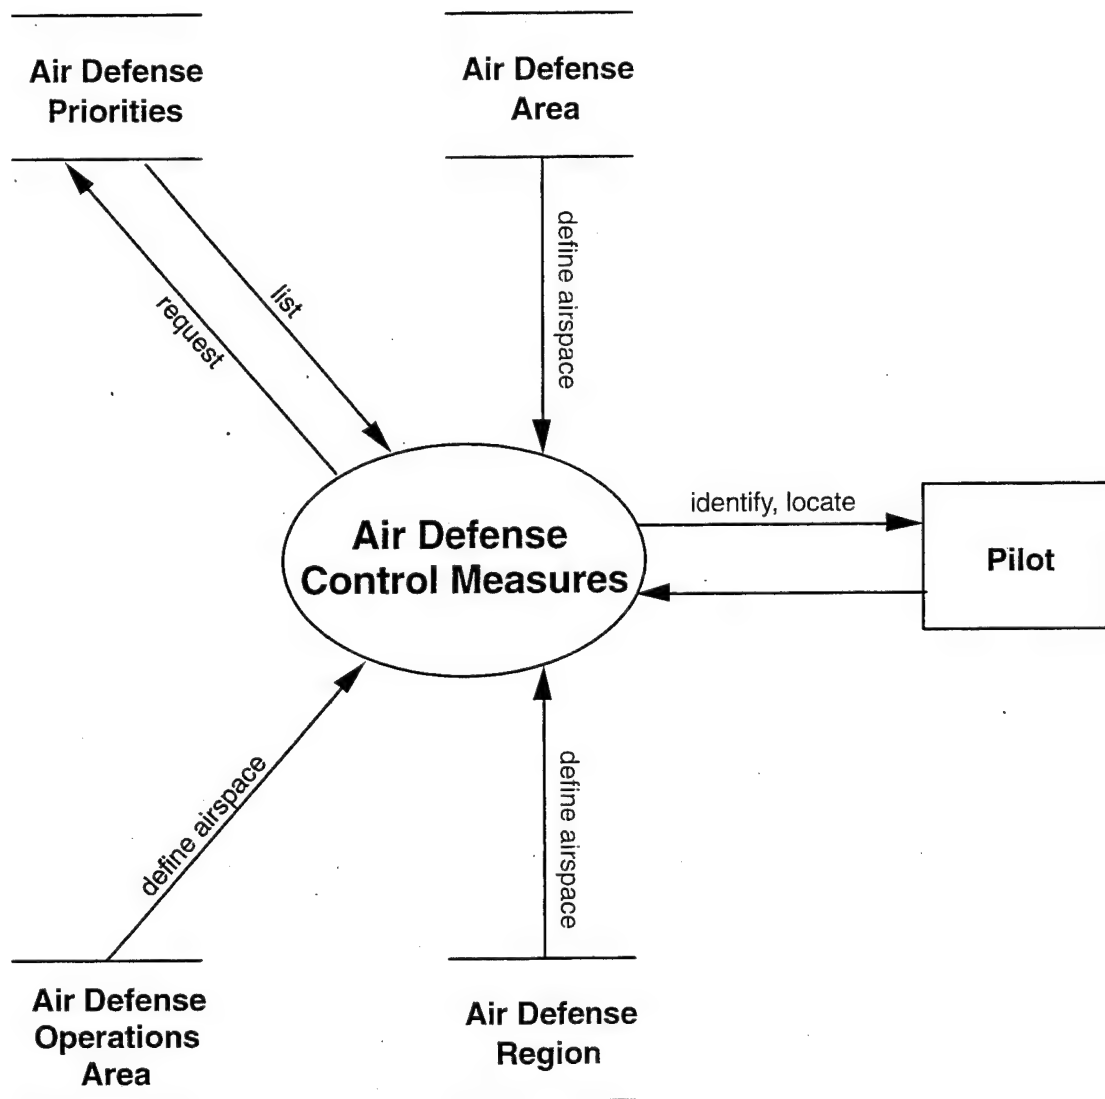 Air Defense
Priorities
Air Defense
Area
define airspace
list
request
identify, locate
Air Defense
Control Measures
Pilot
define airspace
define airspace
Air Defense
Operations
Area
Air Defense
Region